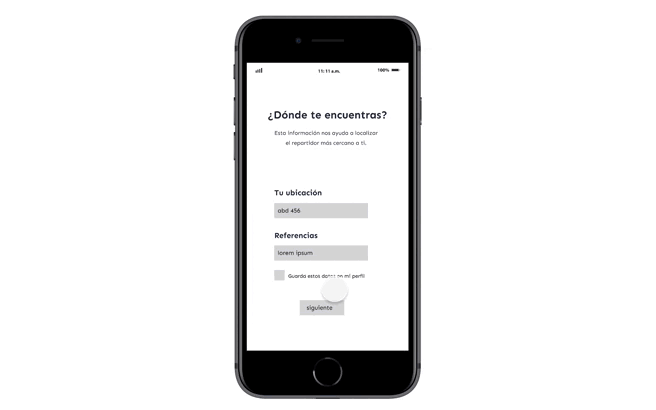 11:11 a.m.
100%
¿Dónde te encuentras?
Esta información nos ayuda a localizar
el repartidor más cercano a ti.
Tu ubicación
abd 456
Referencias
lorem ipsum
Guarda estos datos en mi perfil
siguiente